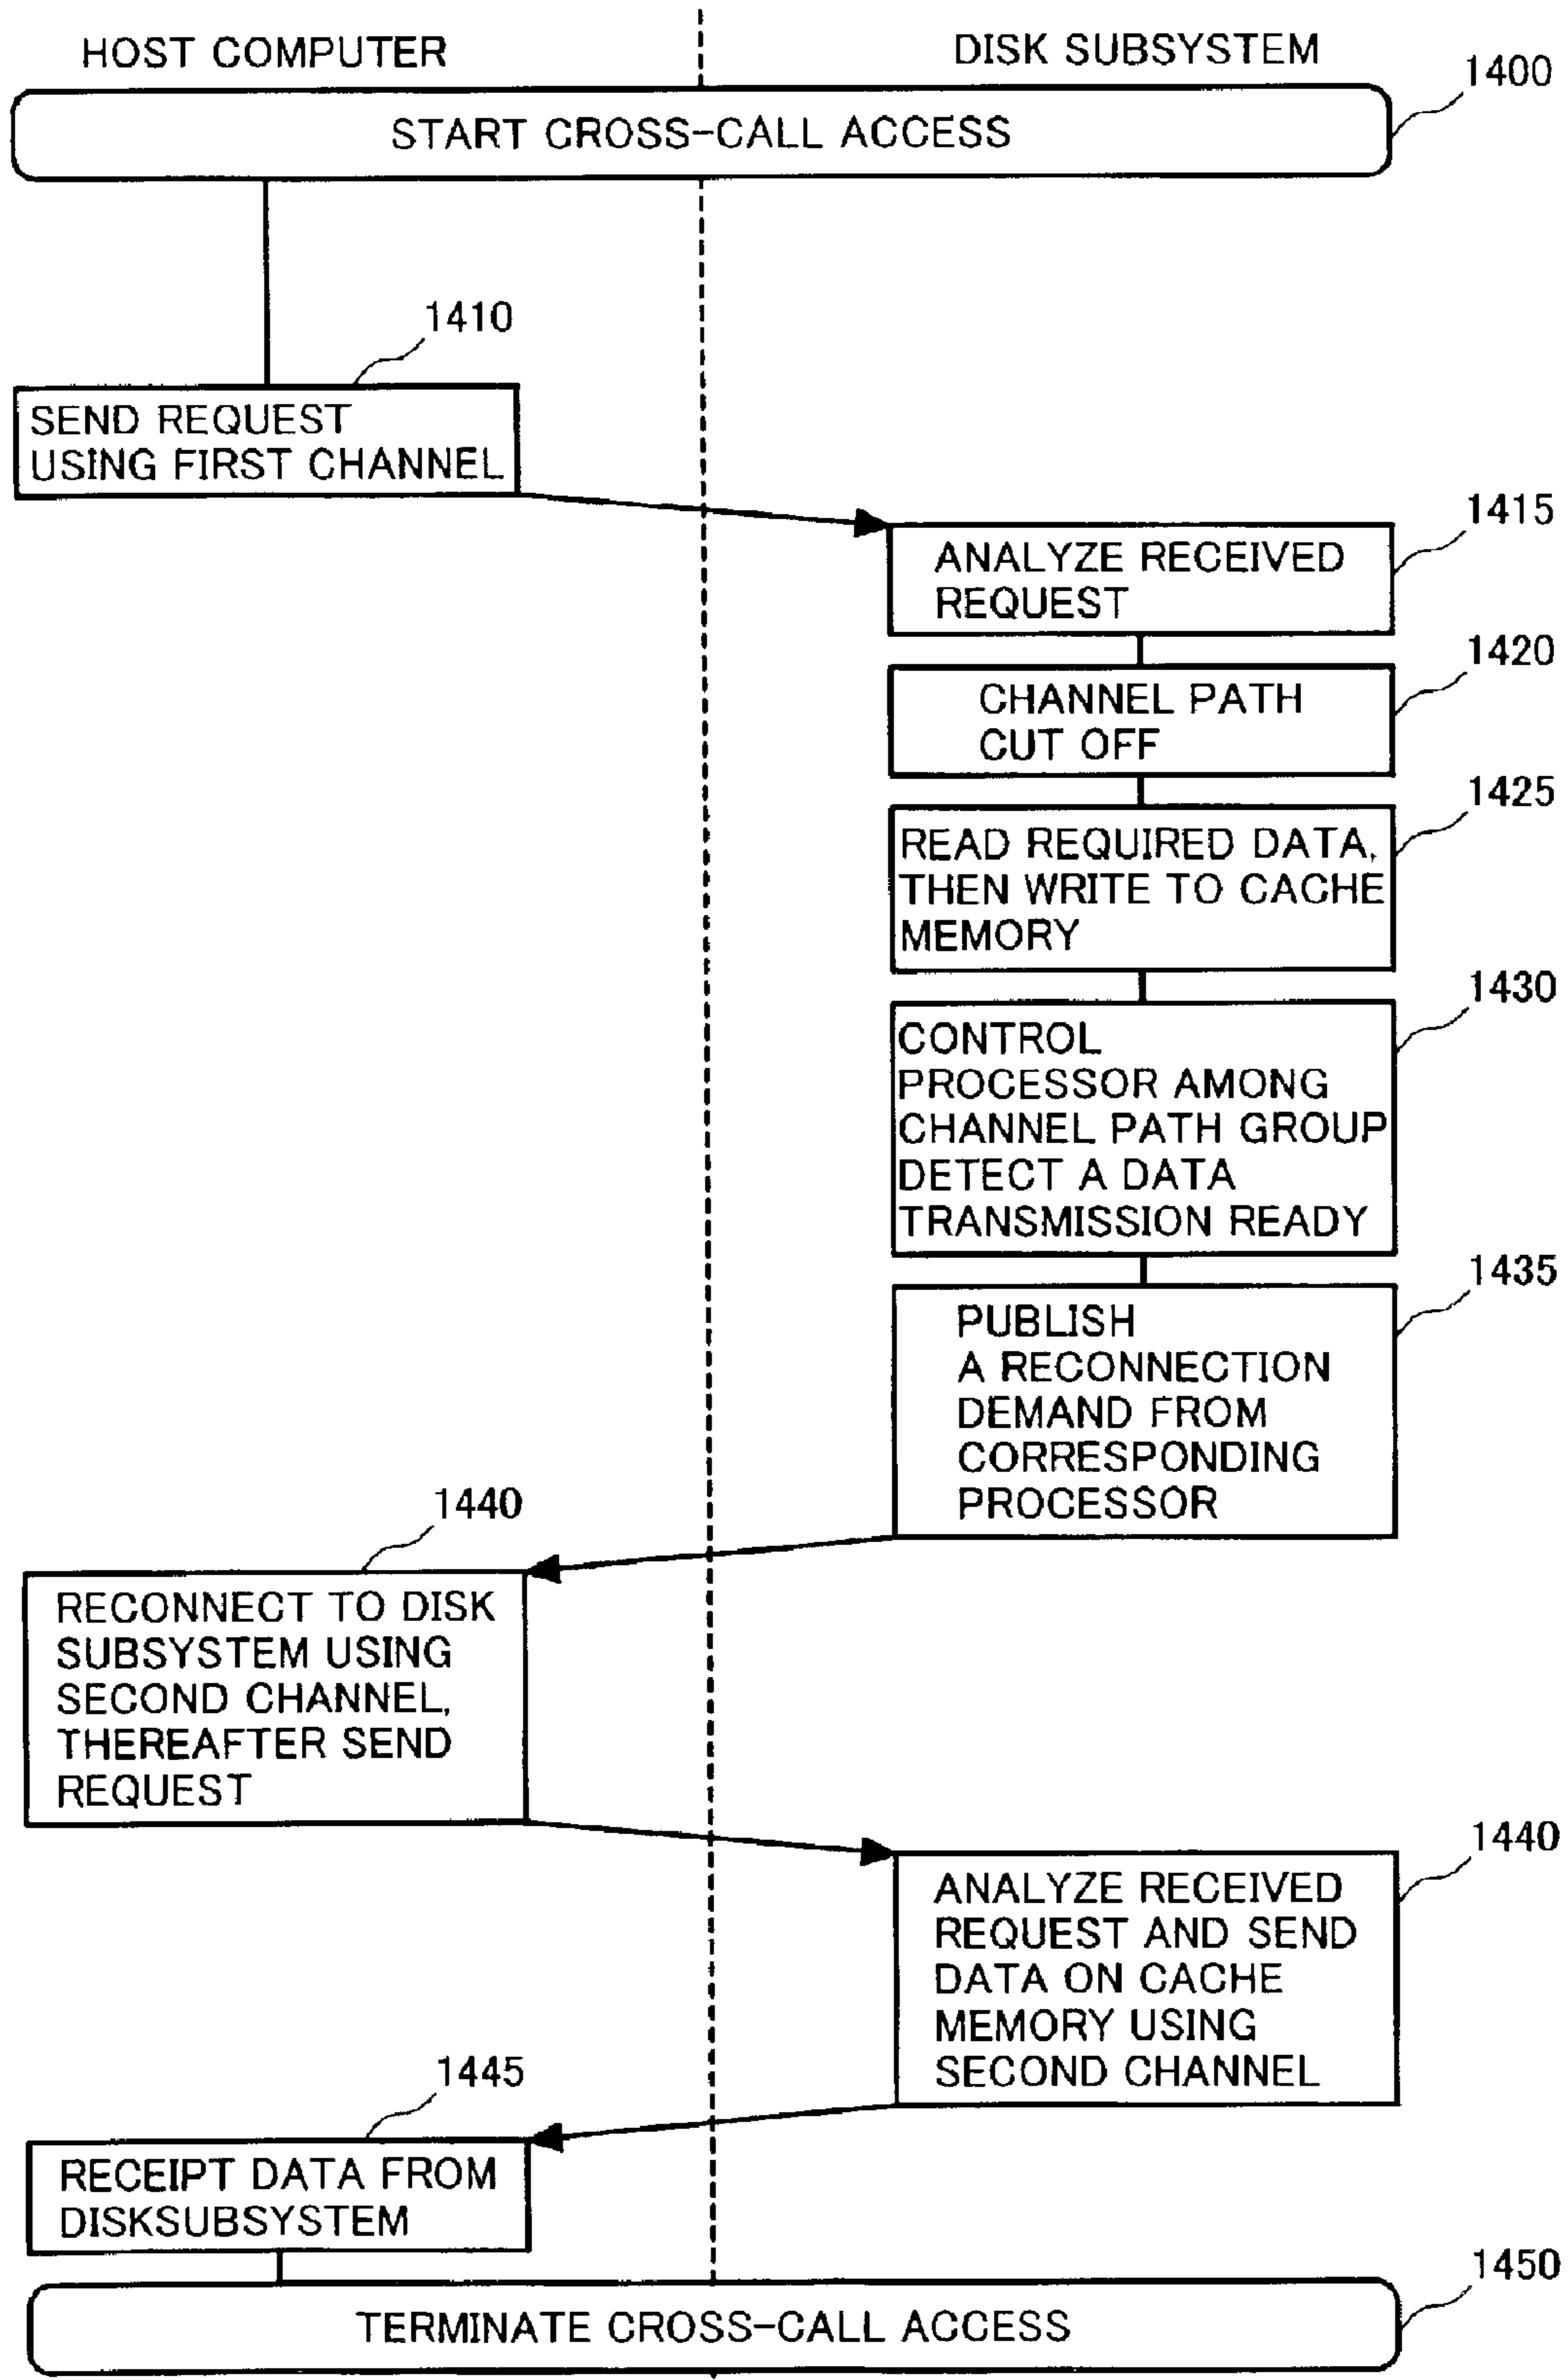 HOST COMPUTER
DISK SUBSYSTEM
1400
START CROSS-CALL ACCESS
1410
SEND REQUEST
USING FIRST CHANNEL
1415
ANALYZE RECEIVED
REQUEST
1420
CHANNEL PATH
CUT OFF
1425
READ REQUIRED DATA,
THEN WRITE TO CACHE
MEMORY
1430
CONTROL
PROCESSOR AMONG
CHANNEL PATH GROUP
DETECT A DATA
TRANSMISSION READY
1435
PUBLISH
A RECONNECTION
DEMAND FROM
CORRESPONDING
PROCESSOR
1440
RECONNECT TO DISK
SUBSYSTEM USING
SECOND CHANNEL,
THEREAFTER SEND
REQUEST
1440
ANALYZE RECEIVED
REQUEST AND SEND
DATA ON CACHE
MEMORY USING
SECOND CHANNEL
1445
RECEIPT DATA FROM
DISKSUBSYSTEM
1450
TERMINATE CROSS-CALL ACCESS